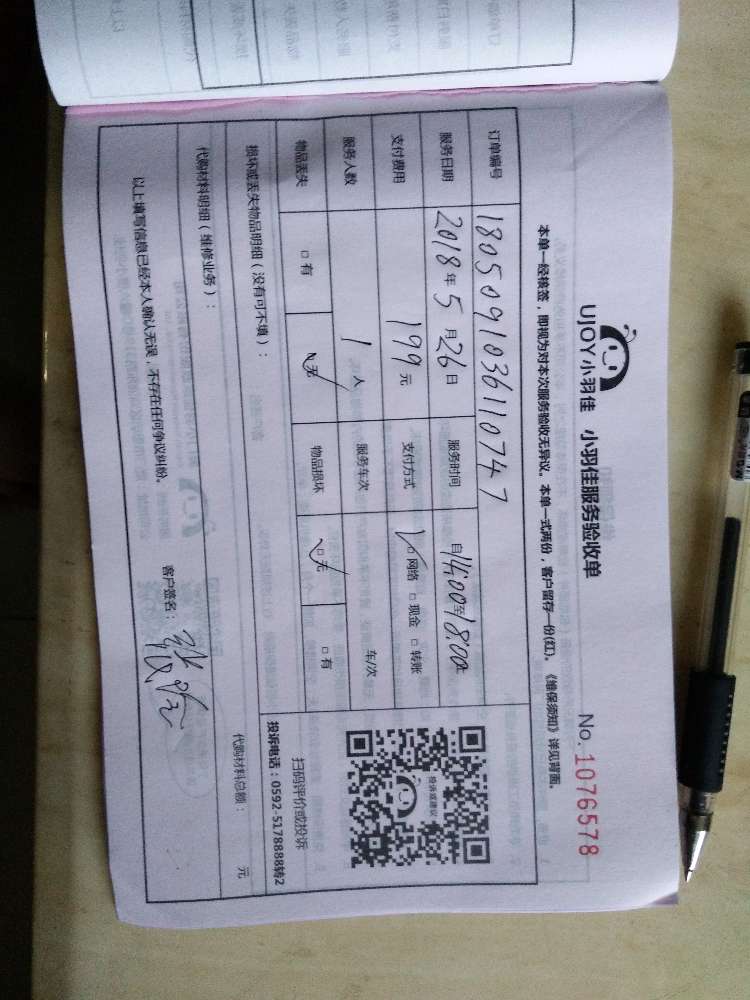 UJOY小羽佳 小羽佳服务验收单
No. 1076578
本单一经核签，即视为对本次服务验收无异议。本单一式两份，客户留存一份(红)。《维保须知》详见背面。
订单编号 1805091036110747
服务日期 2018年5月26日 服务时间 自14:00至18:00止
支付费用 199元 支付方式 □网络 □现金 □转账
服务人数 1人 服务车次 车/次
物品丢失 □有 □无 物品损坏 □无 □有
投诉或建议
扫码评价或投诉
投诉电话：0592-5178888转2
损坏或丢失物品明细（没有可不填）：
代购材料明细（维修业务）： 代购材料总额： 元
以上填写信息已经本人确认无误，不存在任何争议纠纷。 客户签名：